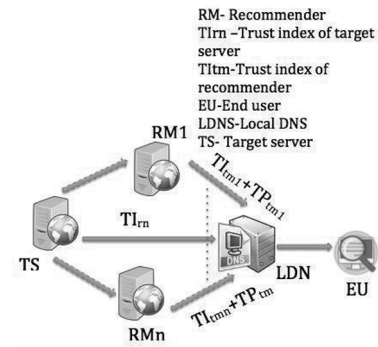 RM- Recommender
TIrn –Trust index of target
server
TItm-Trust index of
recommender
EU-End user
LDNS-Local DNS
TS- Target server
RM1
TItm1+TPtm1
TIrn
TS
DNS
LDN
EU
TItmn+TPtm
RMn